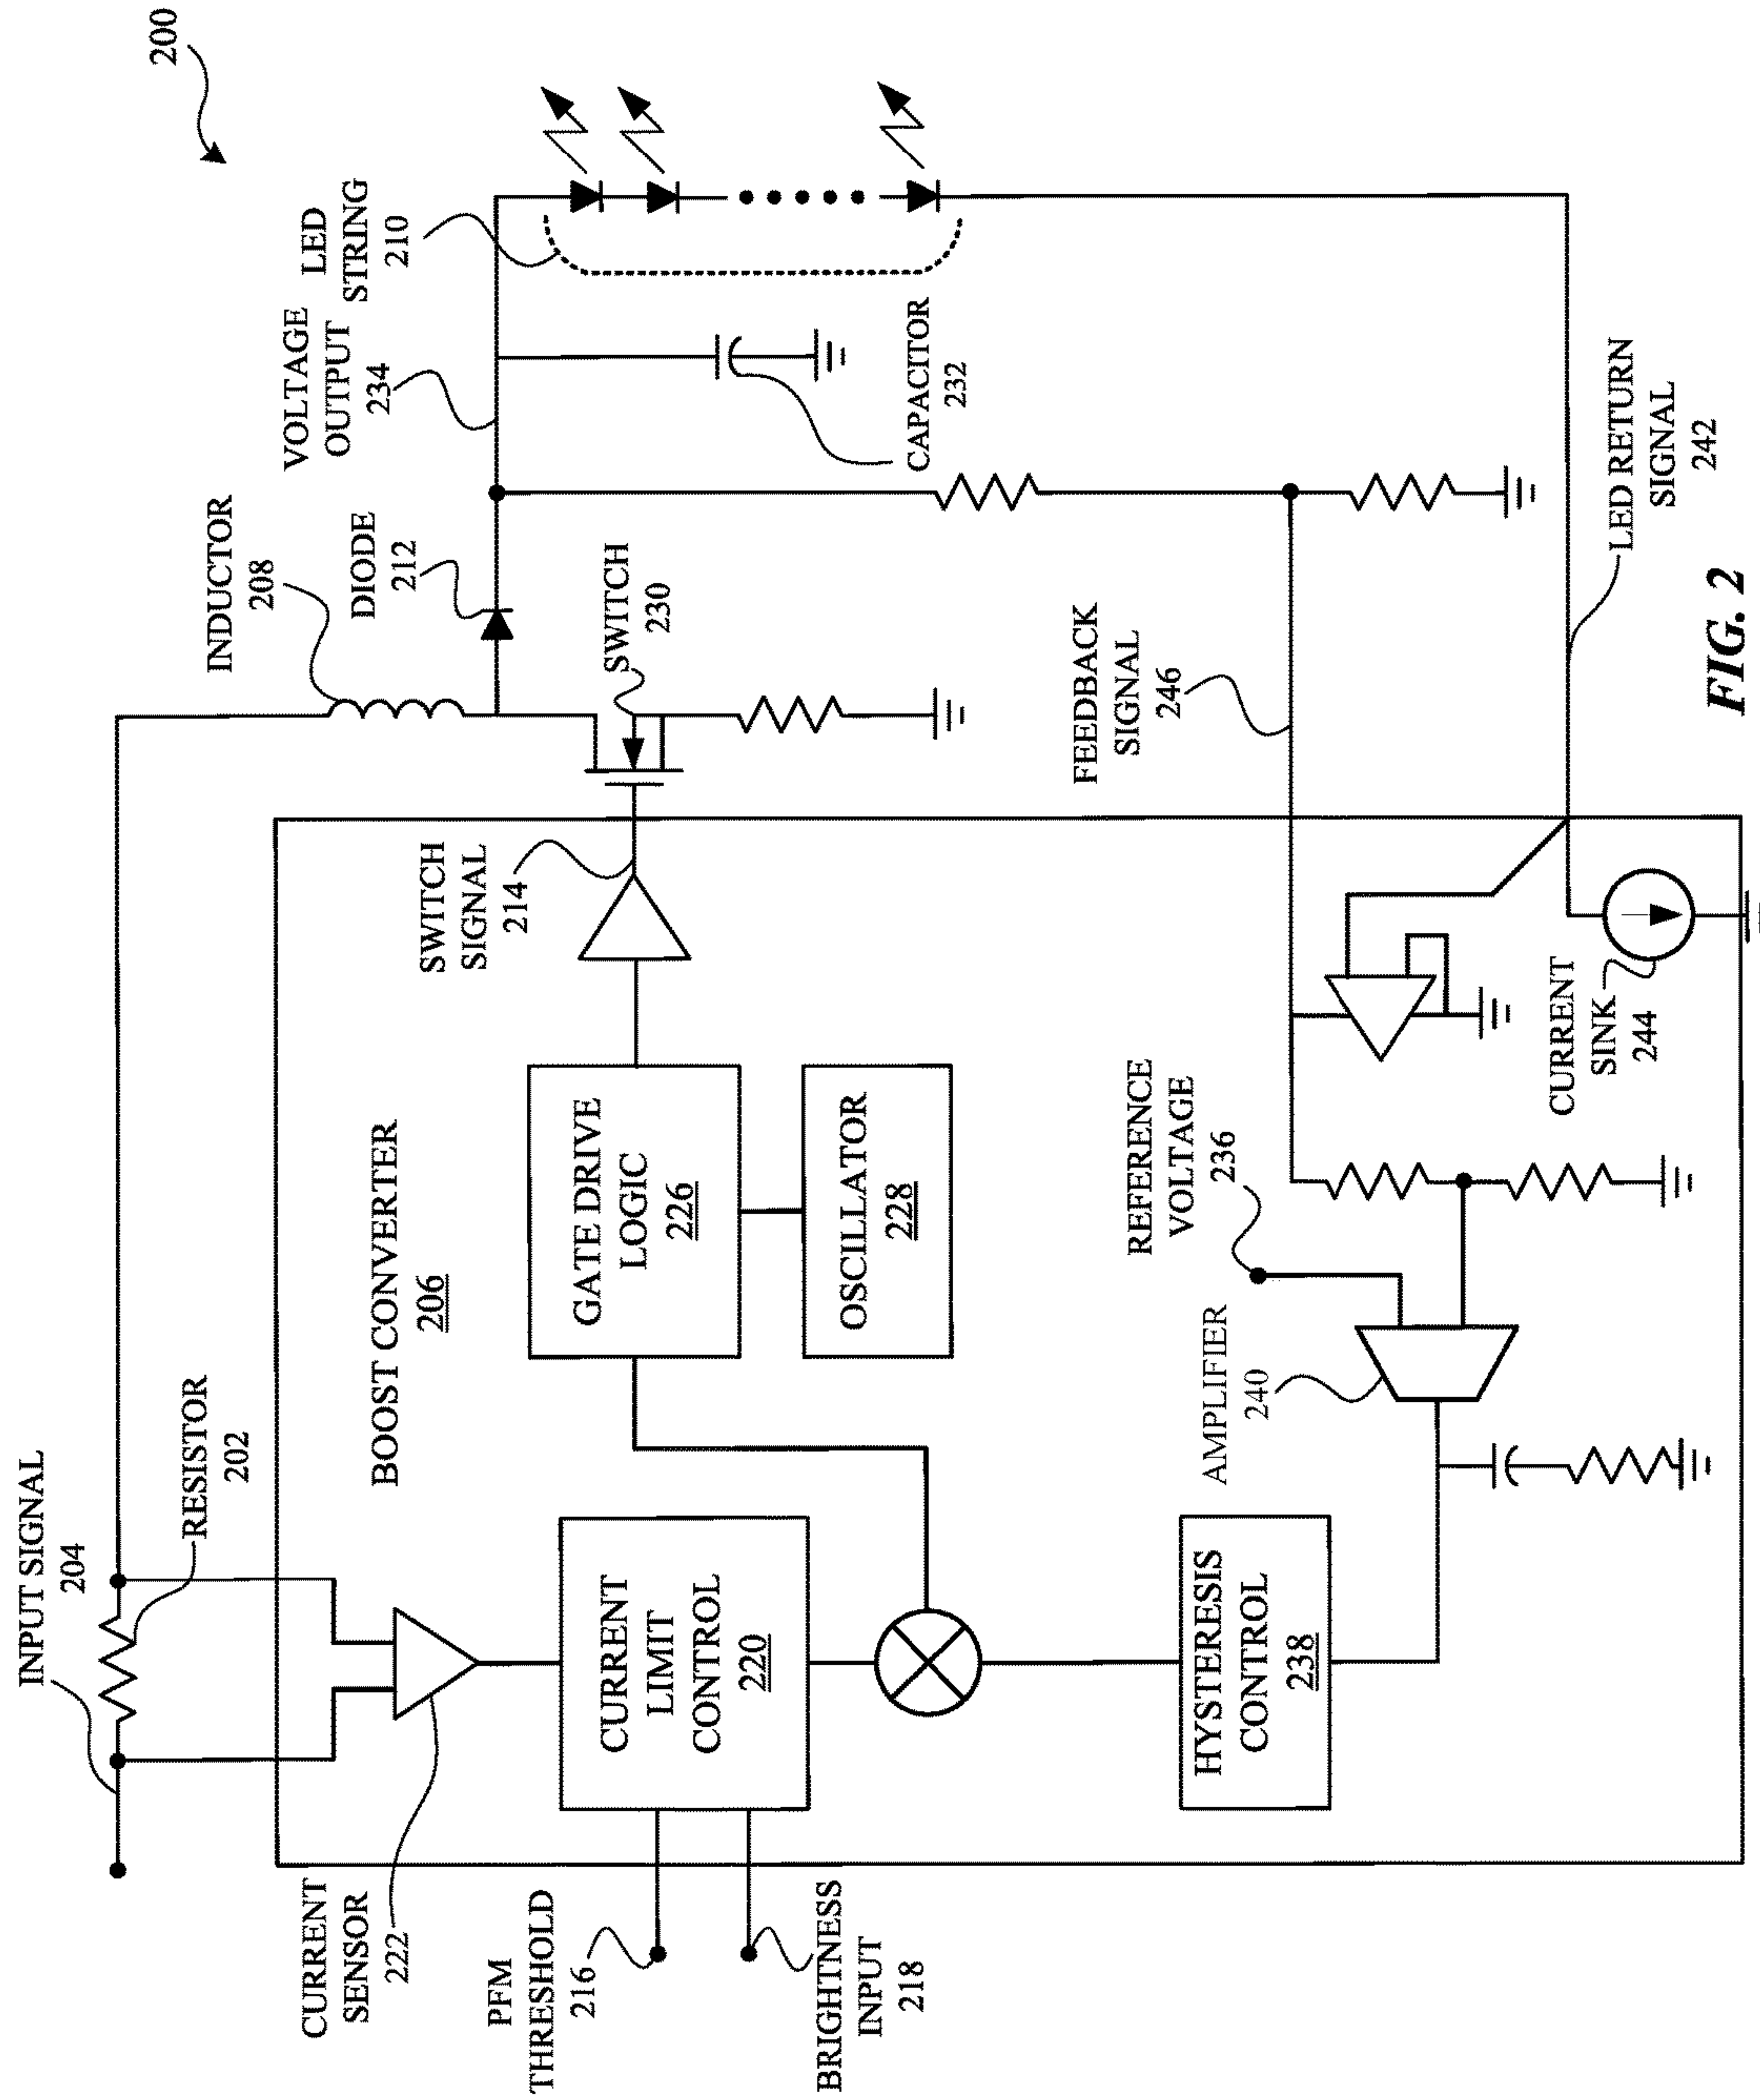 200
INPUT SIGNAL
204
RESISTOR
202
INDUCTOR
208
VOLTAGE
OUTPUT
234
LED
STRING
210
DIODE
212
BOOST CONVERTER
206
SWITCH
SIGNAL
214
SWITCH
230
CURRENT
SENSOR
222
PFM
THRESHOLD
216
BRIGHTNESS
INPUT
218
CURRENT
LIMIT
CONTROL
220
GATE DRIVE
LOGIC
226
OSCILLATOR
228
CAPACITOR
232
FEEDBACK
SIGNAL
246
REFERENCE
VOLTAGE
236
AMPLIFIER
240
HYSTERESIS
CONTROL
238
CURRENT
SINK
244
LED RETURN
SIGNAL
242
FIG. 2